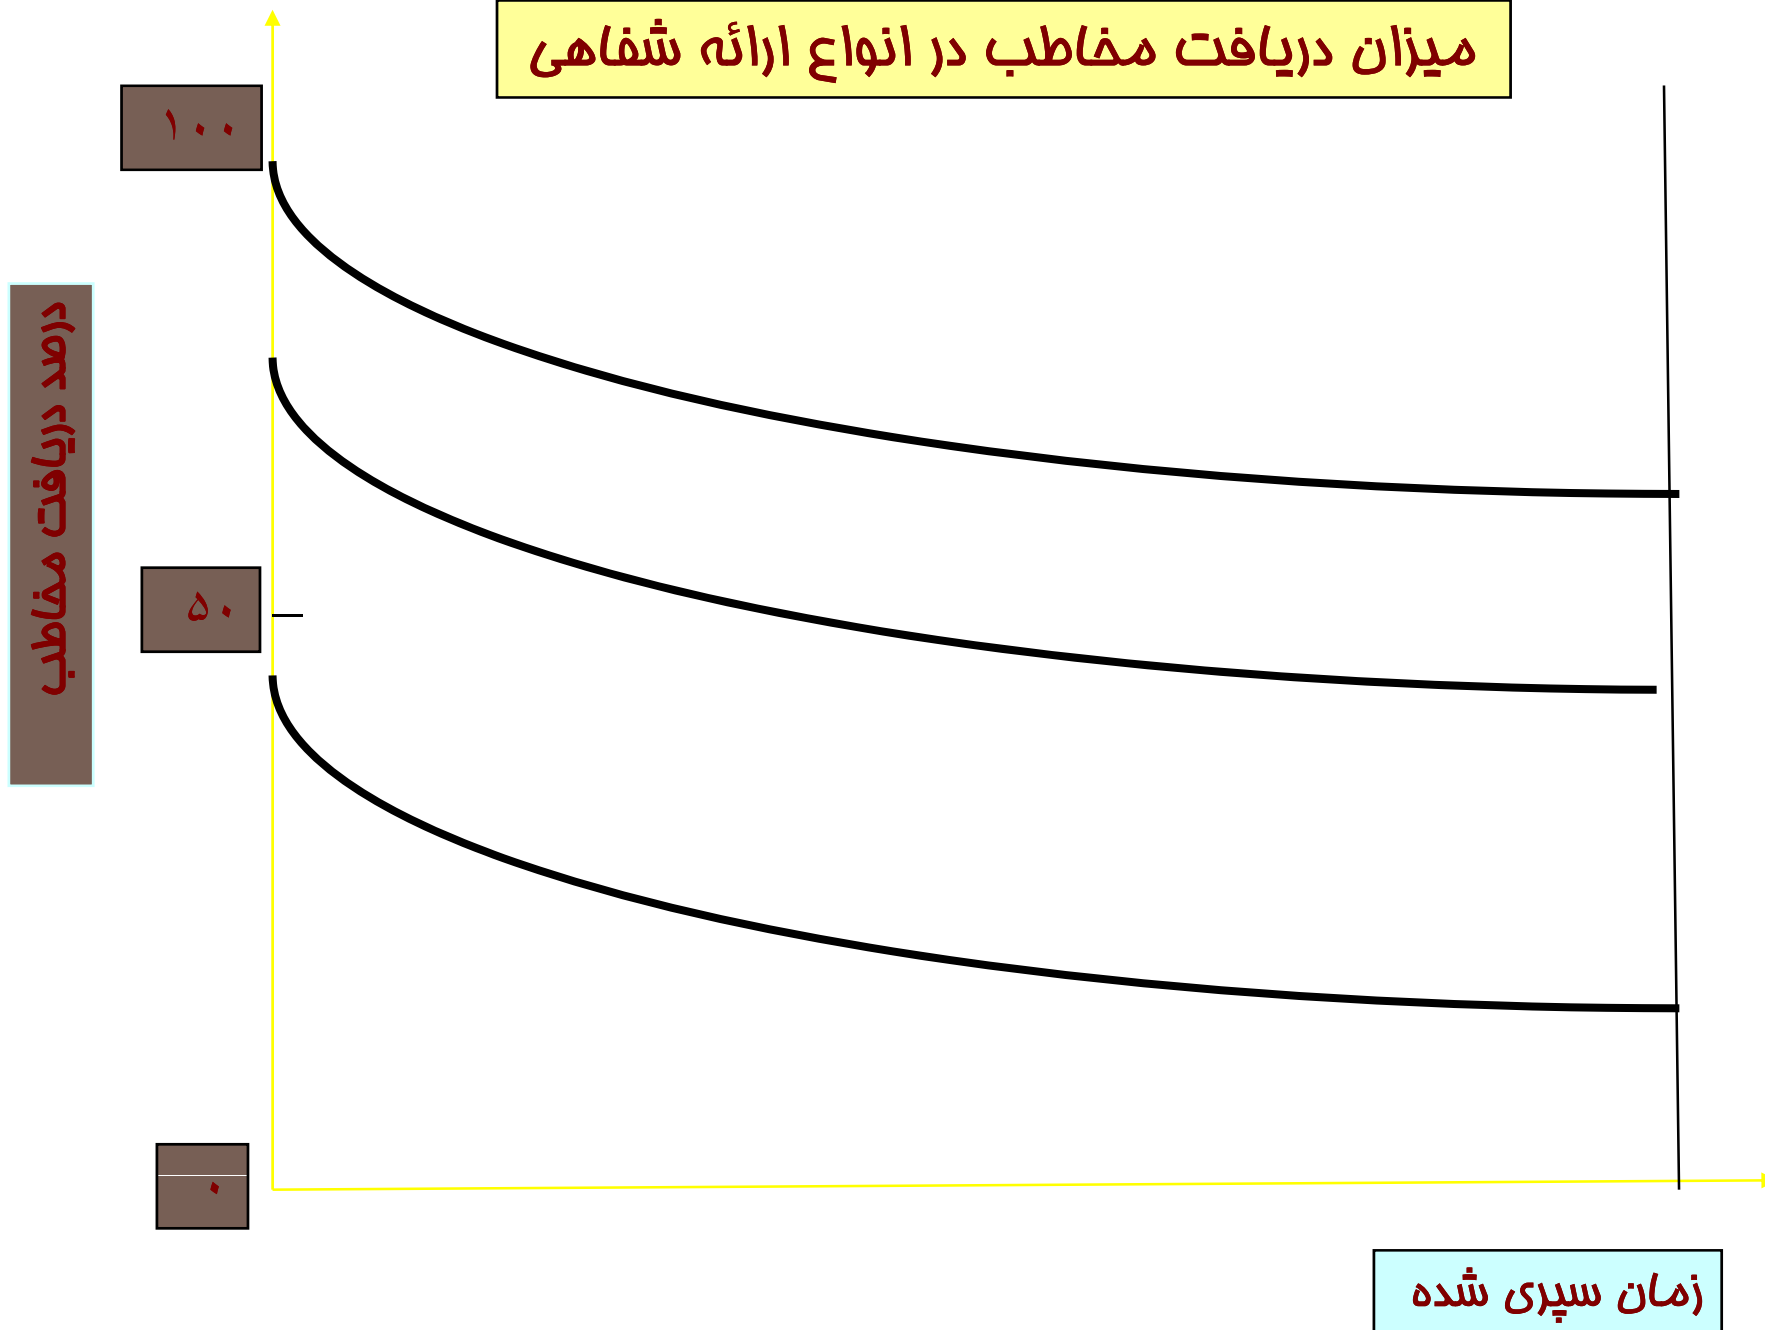 میزان دریافت مخاطب در انواع ارائه شفاهی
۱۰۰
درصد دریافت مخاطب
۵۰
۰
زمان سپری شده